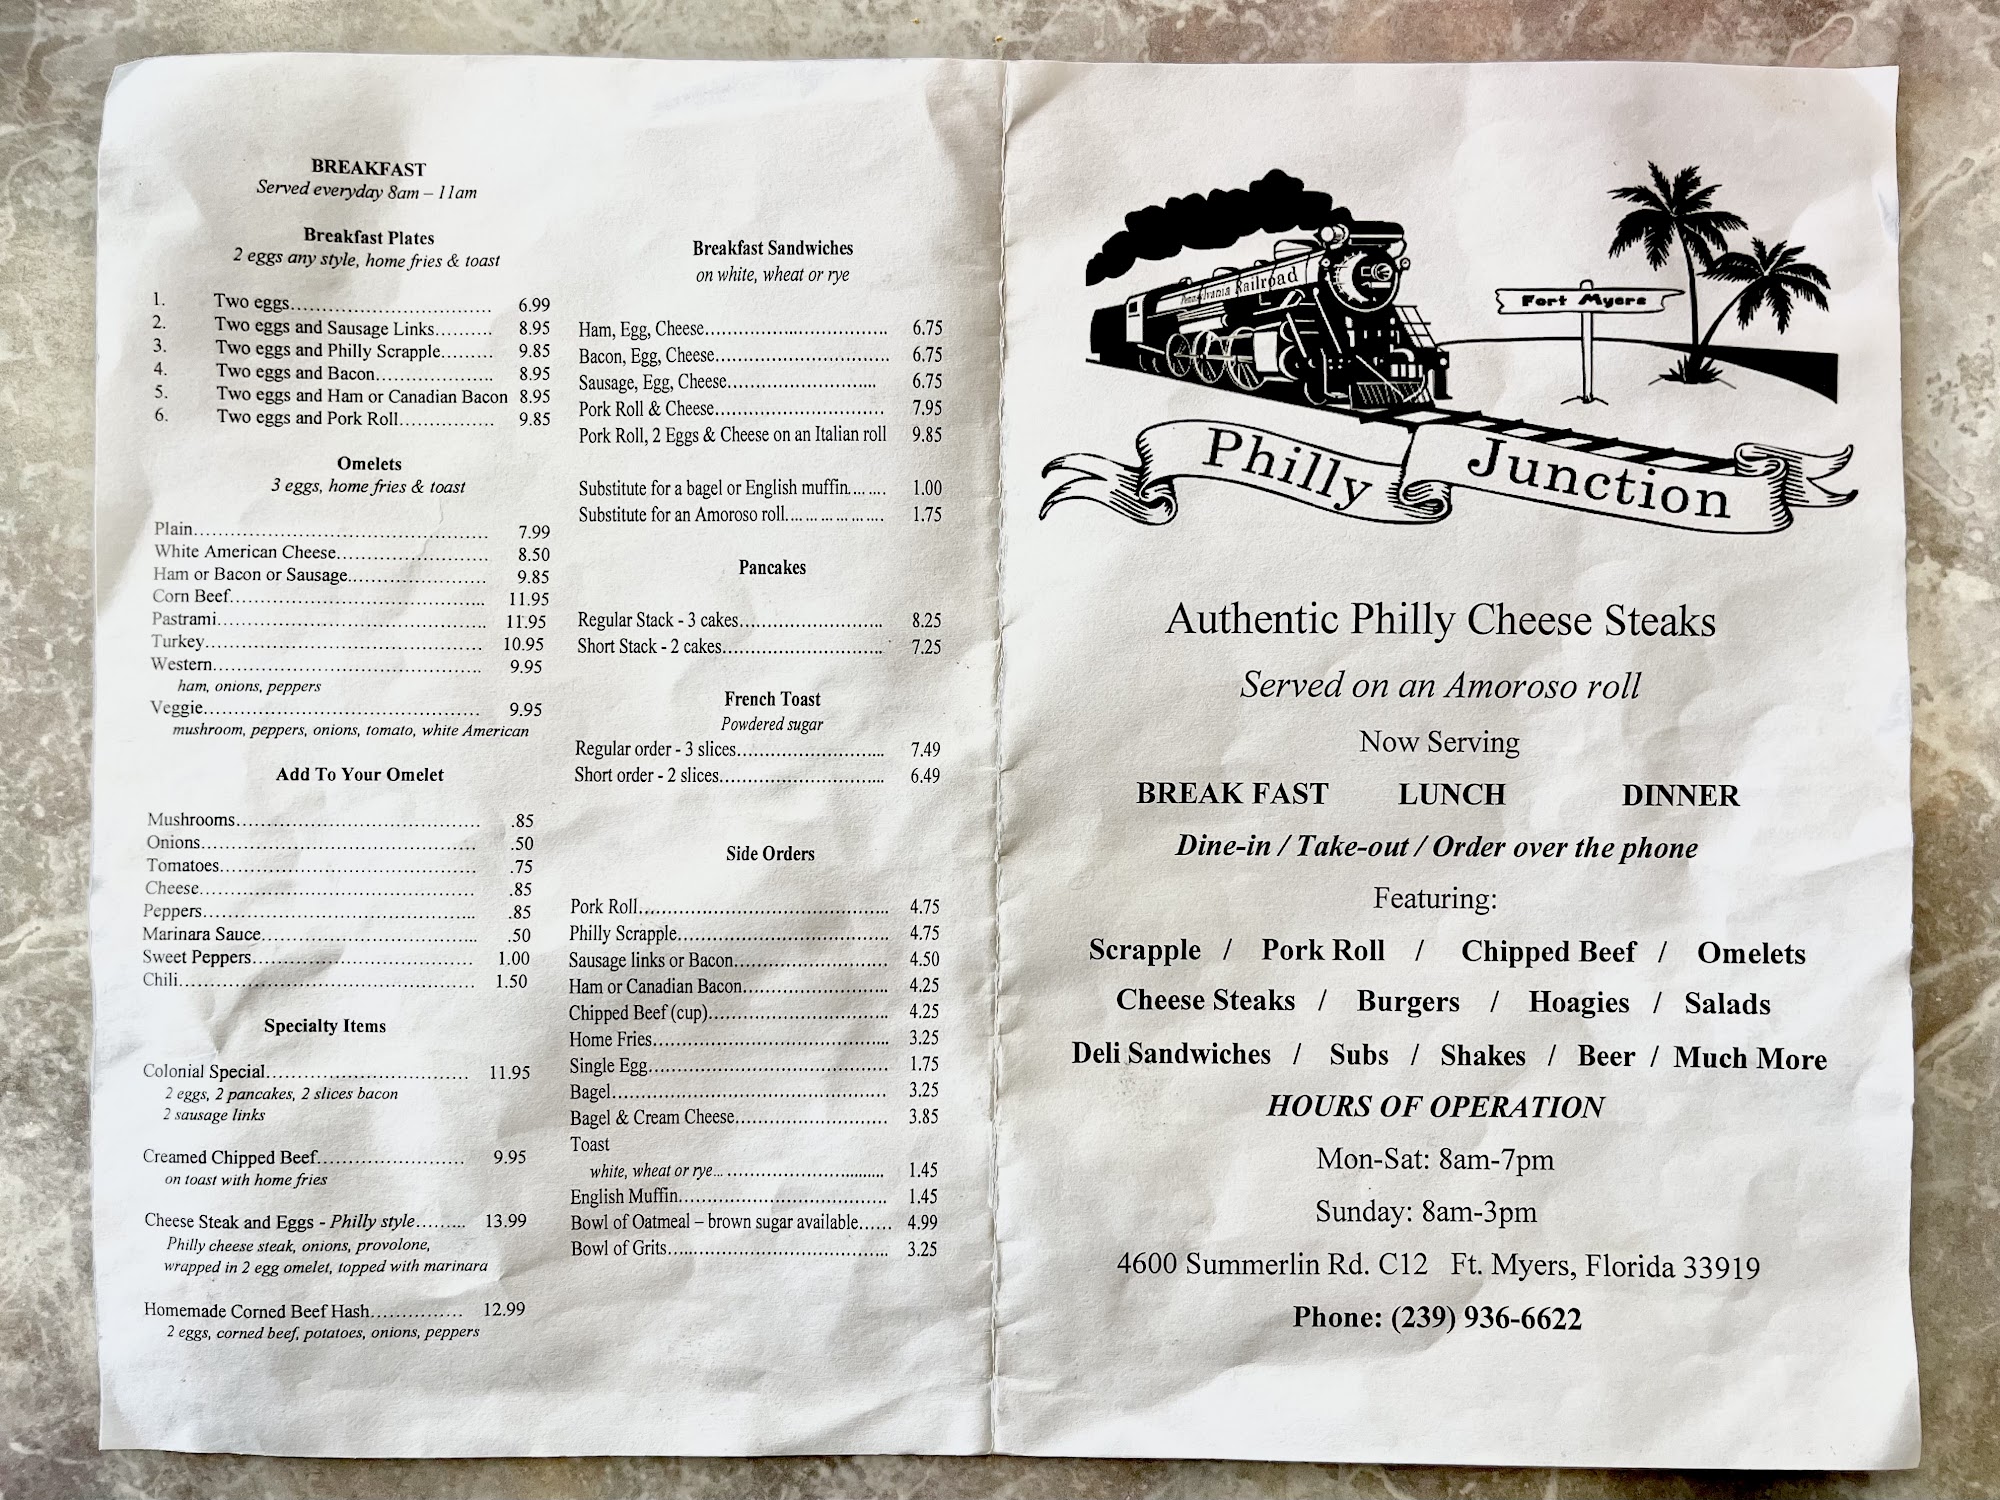 BREAKFAST
Served everyday 8am – 11am
Breakfast Plates
2 eggs any style, home fries & toast
1. Two eggs.................................... 6.99
2. Two eggs and Sausage Links.......... 8.95
3. Two eggs and Philly Scrapple......... 9.85
4. Two eggs and Bacon..................... 8.95
5. Two eggs and Ham or Canadian Bacon 8.95
6. Two eggs and Pork Roll................. 9.85
Omelets
3 eggs, home fries & toast
Plain.................................................... 7.99
White American Cheese........................... 8.50
Ham or Bacon or Sausage........................ 9.85
Corn Beef............................................. 11.95
Pastrami............................................... 11.95
Turkey................................................. 10.95
Western................................................ 9.95
ham, onions, peppers
Veggie................................................. 9.95
mushroom, peppers, onions, tomato, white American
Add To Your Omelet
Mushrooms........................................... .85
Onions................................................. .50
Tomatoes.............................................. .75
Cheese................................................. .85
Peppers................................................ .85
Marinara Sauce...................................... .50
Sweet Peppers....................................... 1.00
Chili.................................................... 1.50
Specialty Items
Colonial Special.................................... 11.95
2 eggs, 2 pancakes, 2 slices bacon
2 sausage links
Creamed Chipped Beef.......................... 9.95
on toast with home fries
Cheese Steak and Eggs - Philly style......... 13.99
Philly cheese steak, onions, provolone,
wrapped in 2 egg omelet, topped with marinara
Homemade Corned Beef Hash................ 12.99
2 eggs, corned beef, potatoes, onions, peppers
Breakfast Sandwiches
on white, wheat or rye
Ham, Egg, Cheese.................................... 6.75
Bacon, Egg, Cheese.................................. 6.75
Sausage, Egg, Cheese.............................. 6.75
Pork Roll & Cheese.................................. 7.95
Pork Roll, 2 Eggs & Cheese on an Italian roll 9.85
Substitute for a bagel or English muffin....... 1.00
Substitute for an Amoroso roll................... 1.75
Pancakes
Regular Stack - 3 cakes............................. 8.25
Short Stack - 2 cakes................................ 7.25
French Toast
Powdered sugar
Regular order - 3 slices............................. 7.49
Short order - 2 slices................................ 6.49
Side Orders
Pork Roll.................................................. 4.75
Philly Scrapple.......................................... 4.75
Sausage links or Bacon............................... 4.50
Ham or Canadian Bacon............................. 4.25
Chipped Beef (cup).................................... 4.25
Home Fries............................................... 3.25
Single Egg................................................ 1.75
Bagel....................................................... 3.25
Bagel & Cream Cheese............................... 3.85
Toast
white, wheat or rye.................................. 1.45
English Muffin.......................................... 1.45
Bowl of Oatmeal – brown sugar available...... 4.99
Bowl of Grits............................................ 3.25
Pennsylvania Railroad
Fort Myers
Philly Junction
Authentic Philly Cheese Steaks
Served on an Amoroso roll
Now Serving
BREAK FAST LUNCH DINNER
Dine-in / Take-out / Order over the phone
Featuring:
Scrapple / Pork Roll / Chipped Beef / Omelets
Cheese Steaks / Burgers / Hoagies / Salads
Deli Sandwiches / Subs / Shakes / Beer / Much More
HOURS OF OPERATION
Mon-Sat: 8am-7pm
Sunday: 8am-3pm
4600 Summerlin Rd. C12 Ft. Myers, Florida 33919
Phone: (239) 936-6622